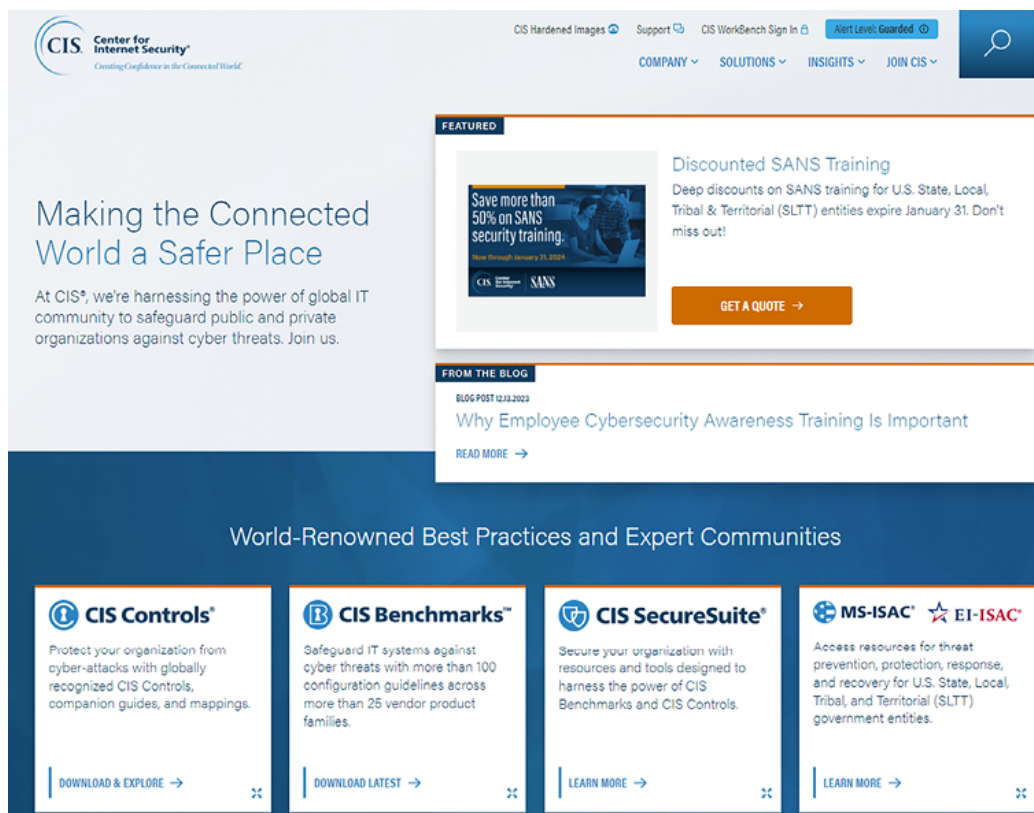 CIS Hardened Images
Support
CIS WorkBench Sign In
Alert Level: Guarded
CIS.
Center for
Internet Security®
Creating Confidence in the Connected World.®
COMPANY
SOLUTIONS
INSIGHTS
JOIN CIS
Making the Connected
World a Safer Place
At CIS®, we're harnessing the power of global IT
community to safeguard public and private
organizations against cyber threats. Join us.
FEATURED
Save more than
50% on SANS
security training.
Now through January 31, 2024
CIS
Center for Internet Security®
SANS
Discounted SANS Training
Deep discounts on SANS training for U.S. State, Local,
Tribal & Territorial (SLTT) entities expire January 31. Don't
miss out!
GET A QUOTE →
FROM THE BLOG
BLOG POST 12.13.2023
Why Employee Cybersecurity Awareness Training Is Important
READ MORE →
World-Renowned Best Practices and Expert Communities
CIS Controls®
Protect your organization from
cyber-attacks with globally
recognized CIS Controls,
companion guides, and mappings.
DOWNLOAD & EXPLORE →
CIS Benchmarks™
Safeguard IT systems against
cyber threats with more than 100
configuration guidelines across
more than 25 vendor product
families.
DOWNLOAD LATEST →
CIS SecureSuite®
Secure your organization with
resources and tools designed to
harness the power of CIS
Benchmarks and CIS Controls.
LEARN MORE →
MS-ISAC® EI-ISAC®
Access resources for threat
prevention, protection, response,
and recovery for U.S. State, Local,
Tribal, and Territorial (SLTT)
government entities.
LEARN MORE →